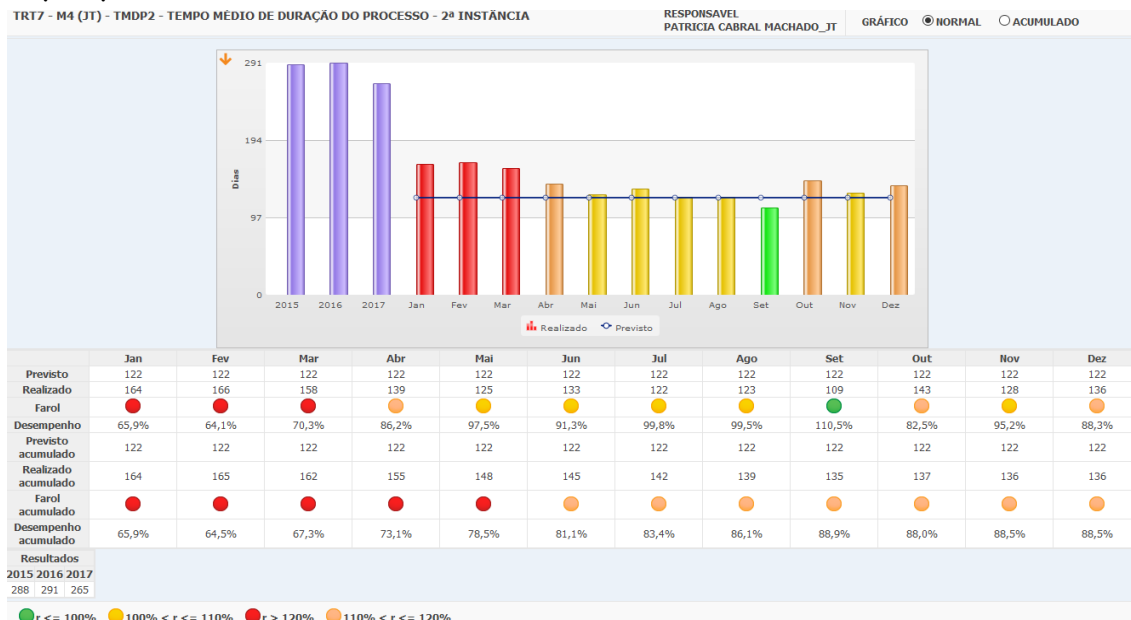 TRT7 - M4 (JT) - TMDP2 - TEMPO MÉDIO DE DURAÇÃO DO PROCESSO - 2ª INSTÂNCIA
RESPONSAVEL
PATRICIA CABRAL MACHADO_JT
GRÁFICO NORMAL ACUMULADO
291
194
97
0
Dias
2015 2016 2017 Jan Fev Mar Abr Mai Jun Jul Ago Set Out Nov Dez
Realizado Previsto
Jan Fev Mar Abr Mai Jun Jul Ago Set Out Nov Dez
Previsto 122 122 122 122 122 122 122 122 122 122 122 122
Realizado 164 166 158 139 125 133 122 123 109 143 128 136
Farol
Desempenho 65,9% 64,1% 70,3% 86,2% 97,5% 91,3% 99,8% 99,5% 110,5% 82,5% 95,2% 88,3%
Previsto acumulado 122 122 122 122 122 122 122 122 122 122 122 122
Realizado acumulado 164 165 162 155 148 145 142 139 135 137 136 136
Farol acumulado
Desempenho acumulado 65,9% 64,5% 67,3% 73,1% 78,5% 81,1% 83,4% 86,1% 88,9% 88,0% 88,5% 88,5%
Resultados
2015 2016 2017
288 291 265
r <= 100% 100% < r <= 110% r > 120% 110% < r <= 120%